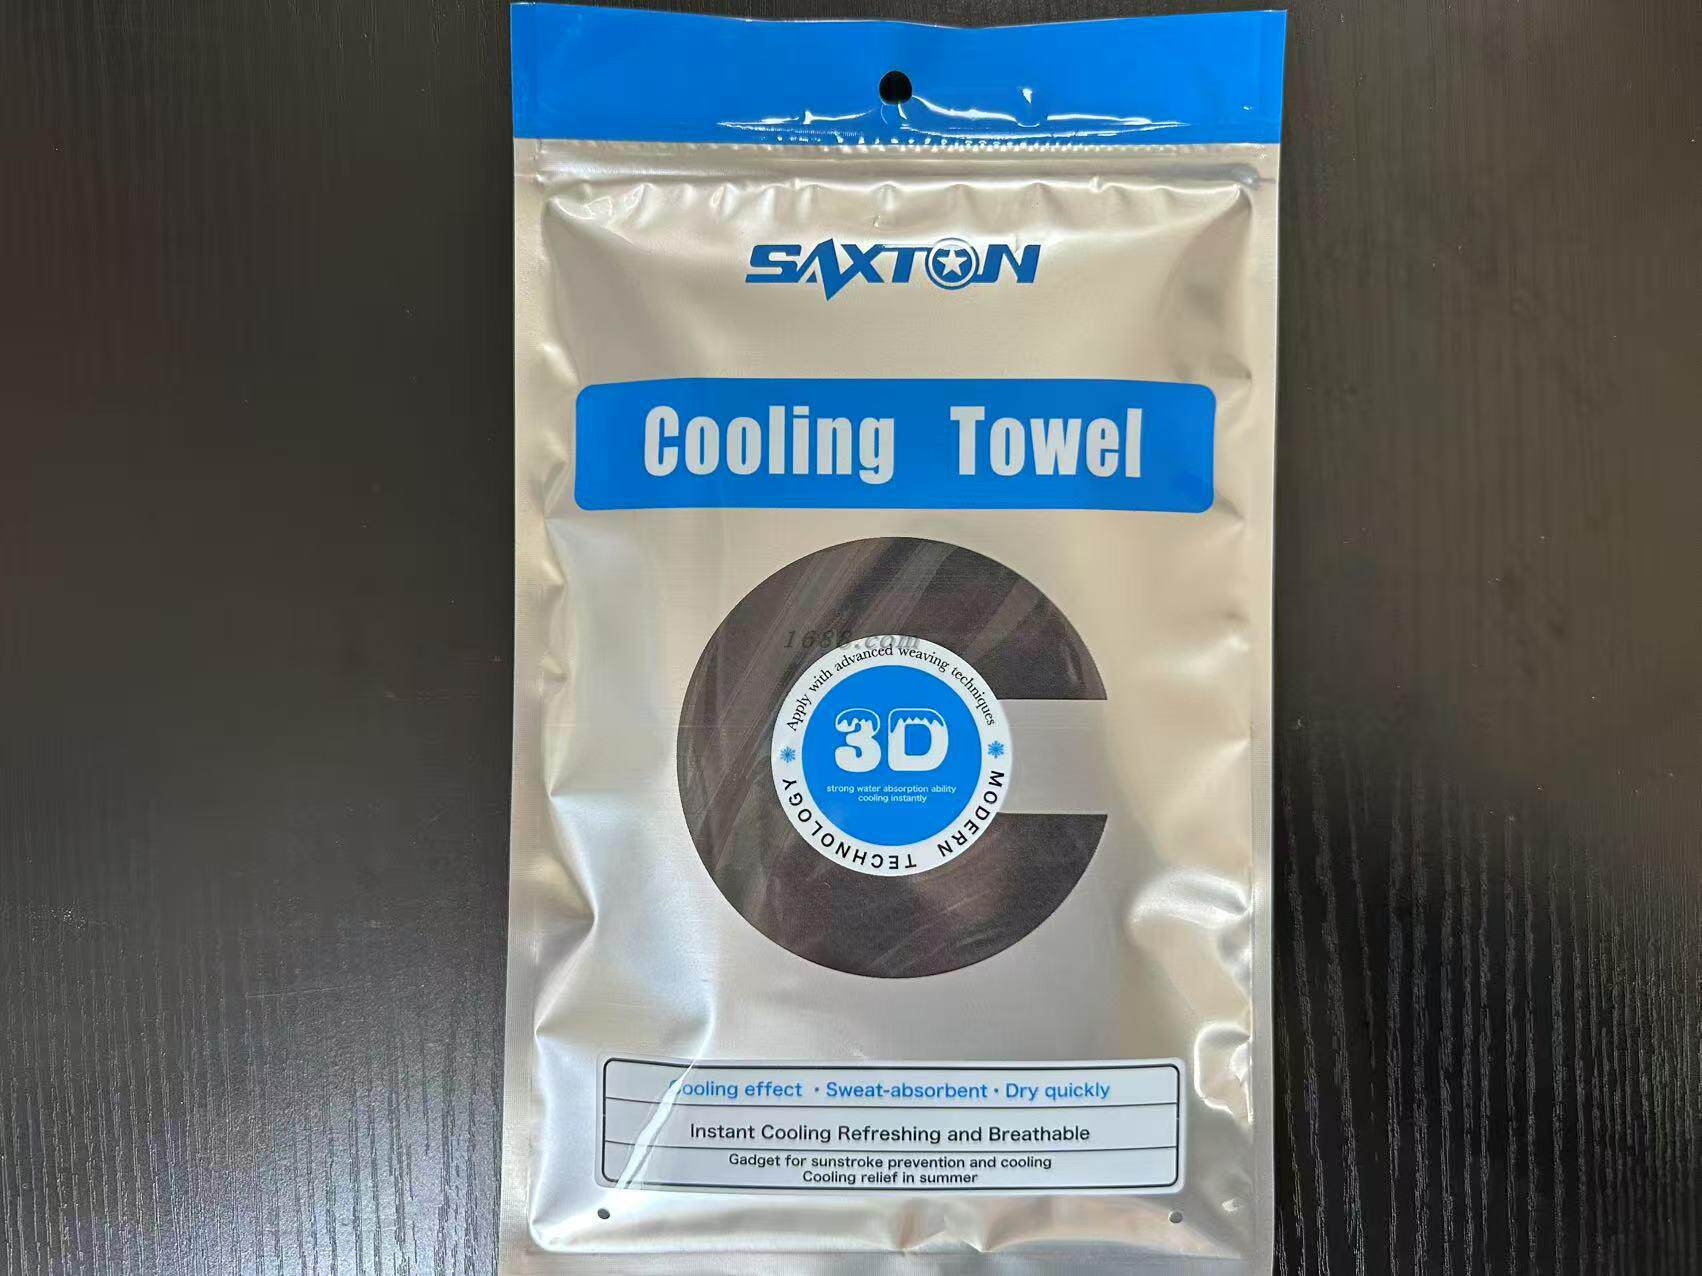 SAXTON
Cooling Towel
1688.com
Apply with advanced weaving techniques
3D
strong water absorption ability
cooling instantly
MODERN TECHNOLOGY
Cooling effect · Sweat-absorbent · Dry quickly
Instant Cooling Refreshing and Breathable
Gadget for sunstroke prevention and cooling
Cooling relief in summer